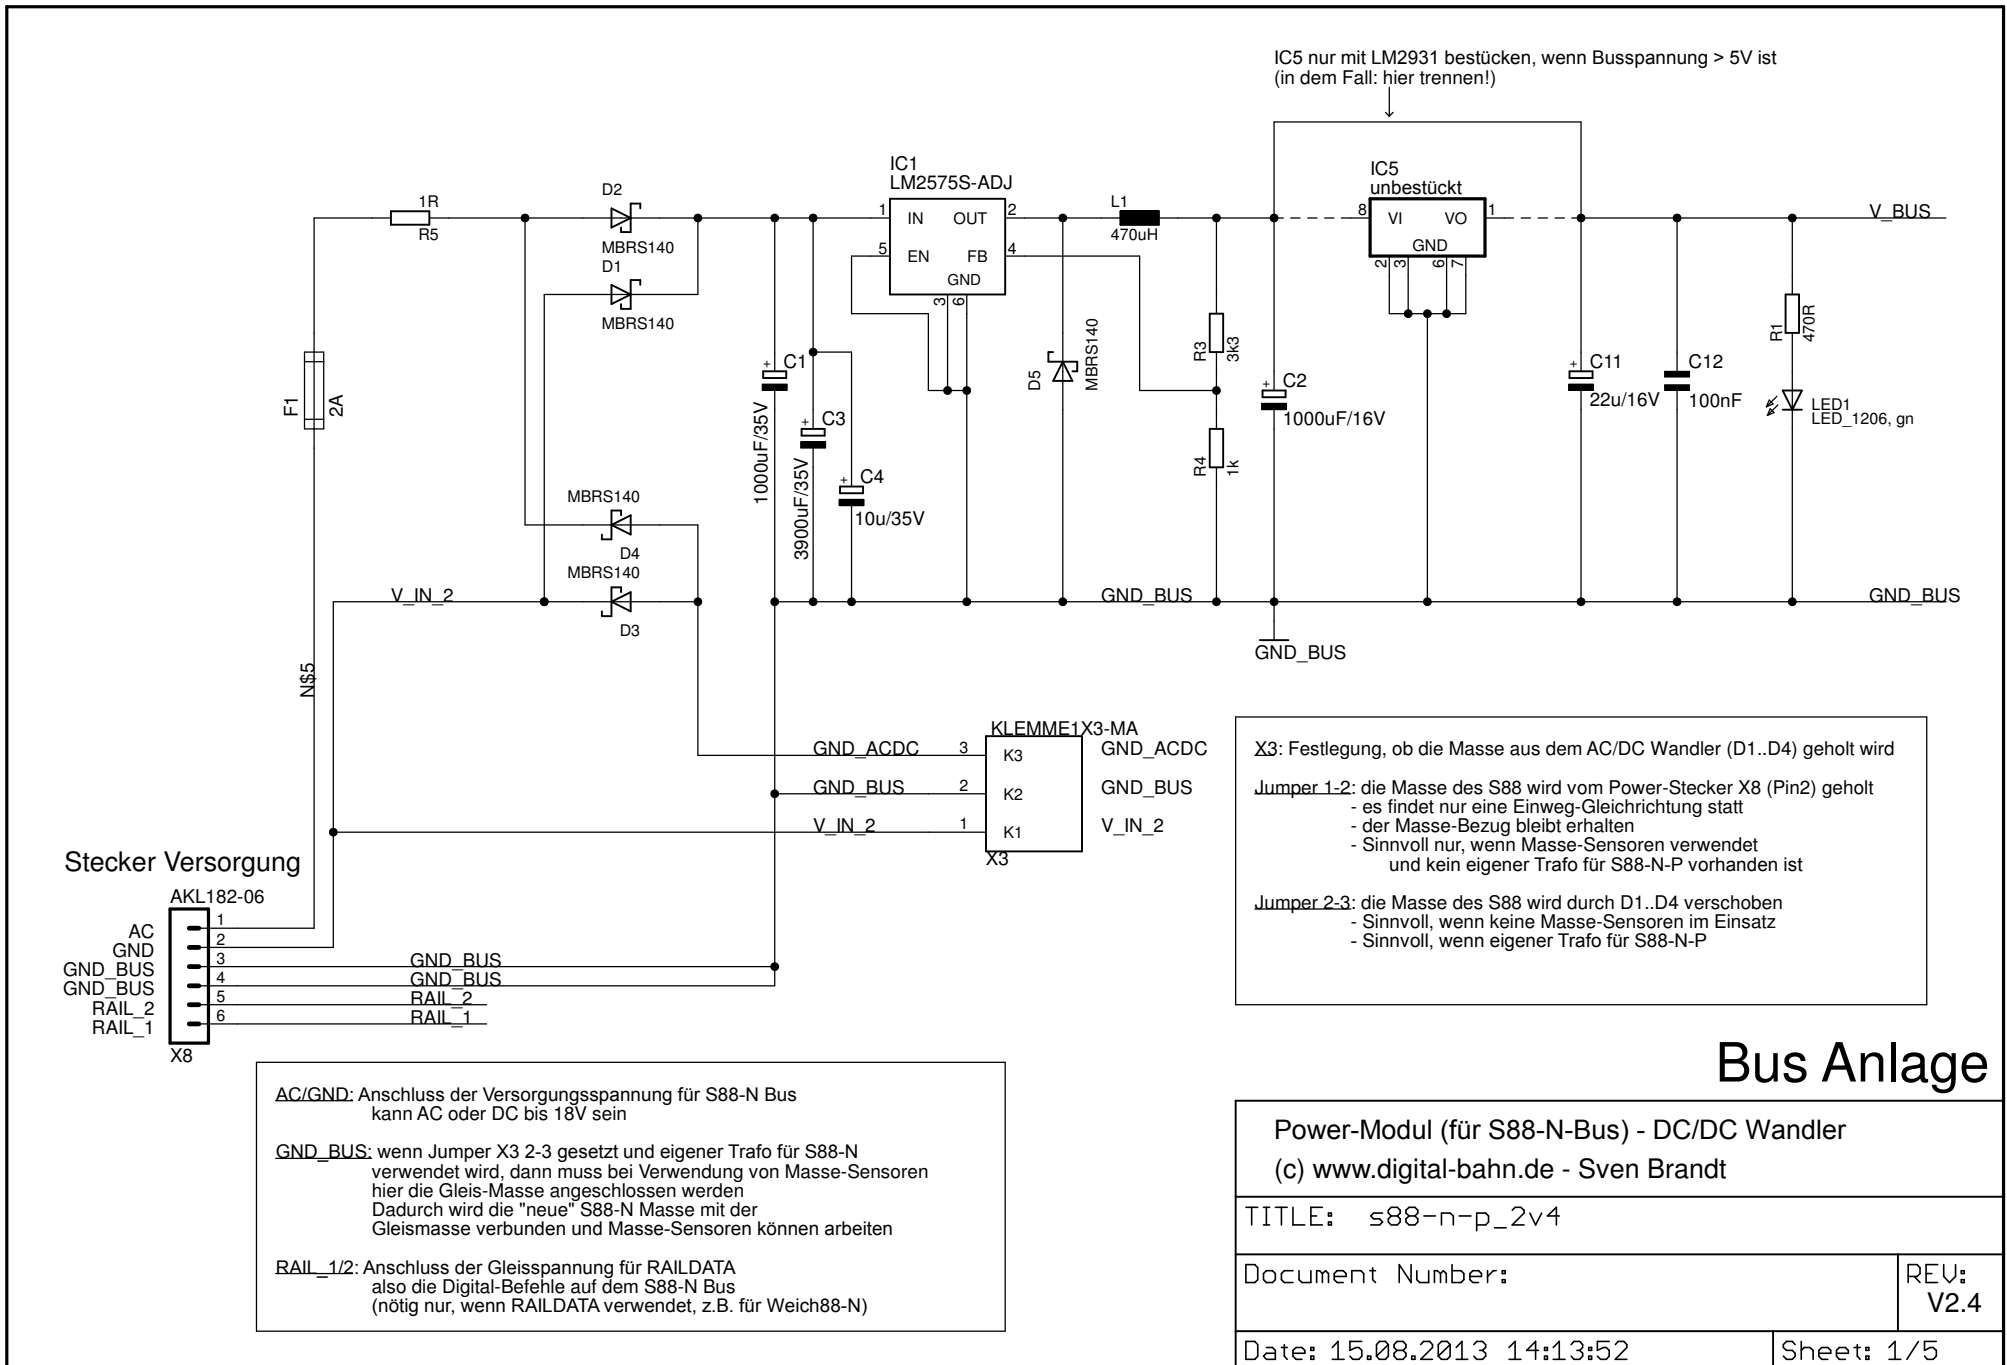 IC5 nur mit LM2931 bestücken, wenn Busspannung > 5V ist
(in dem Fall: hier trennen!)
IC1
LM2575S-ADJ
IC5
unbestückt
1R
R5
D2
MBRS140
D1
MBRS140
1
IN
OUT
2
5
EN
FB
4
GND
3
6
L1
470uH
8
VI
VO
1
GND
2
3
6
7
V_BUS
F1
2A
+
C1
1000uF/35V
+
C3
3900uF/35V
+
C4
10u/35V
D5
MBRS140
R3
3k3
R4
1k
+
C2
1000uF/16V
+
C11
22u/16V
C12
100nF
R1
470R
LED1
LED_1206, gn
MBRS140
D4
MBRS140
D3
V_IN_2
GND_BUS
GND_BUS
GND_BUS
N$5
KLEMME1X3-MA
GND_ACDC
3
K3
GND_ACDC
GND_BUS
2
K2
GND_BUS
V_IN_2
1
K1
V_IN_2
X3
Stecker Versorgung
AKL182-06
AC
1
GND
2
GND_BUS
3
GND_BUS
GND_BUS
4
GND_BUS
RAIL_2
5
RAIL_2
RAIL_1
6
RAIL_1
X8
X3: Festlegung, ob die Masse aus dem AC/DC Wandler (D1..D4) geholt wird
Jumper 1-2: die Masse des S88 wird vom Power-Stecker X8 (Pin2) geholt
- es findet nur eine Einweg-Gleichrichtung statt
- der Masse-Bezug bleibt erhalten
- Sinnvoll nur, wenn Masse-Sensoren verwendet
und kein eigener Trafo für S88-N-P vorhanden ist
Jumper 2-3: die Masse des S88 wird durch D1..D4 verschoben
- Sinnvoll, wenn keine Masse-Sensoren im Einsatz
- Sinnvoll, wenn eigener Trafo für S88-N-P
AC/GND: Anschluss der Versorgungsspannung für S88-N Bus
kann AC oder DC bis 18V sein
GND_BUS: wenn Jumper X3 2-3 gesetzt und eigener Trafo für S88-N
verwendet wird, dann muss bei Verwendung von Masse-Sensoren
hier die Gleis-Masse angeschlossen werden
Dadurch wird die "neue" S88-N Masse mit der
Gleismasse verbunden und Masse-Sensoren können arbeiten
RAIL_1/2: Anschluss der Gleisspannung für RAILDATA
also die Digital-Befehle auf dem S88-N Bus
(nötig nur, wenn RAILDATA verwendet, z.B. für Weich88-N)
Bus Anlage
Power-Modul (für S88-N-Bus) - DC/DC Wandler
(c) www.digital-bahn.de - Sven Brandt
TITLE: s88-n-p_2v4
Document Number:
REV:
V2.4
Date: 15.08.2013 14:13:52
Sheet: 1/5